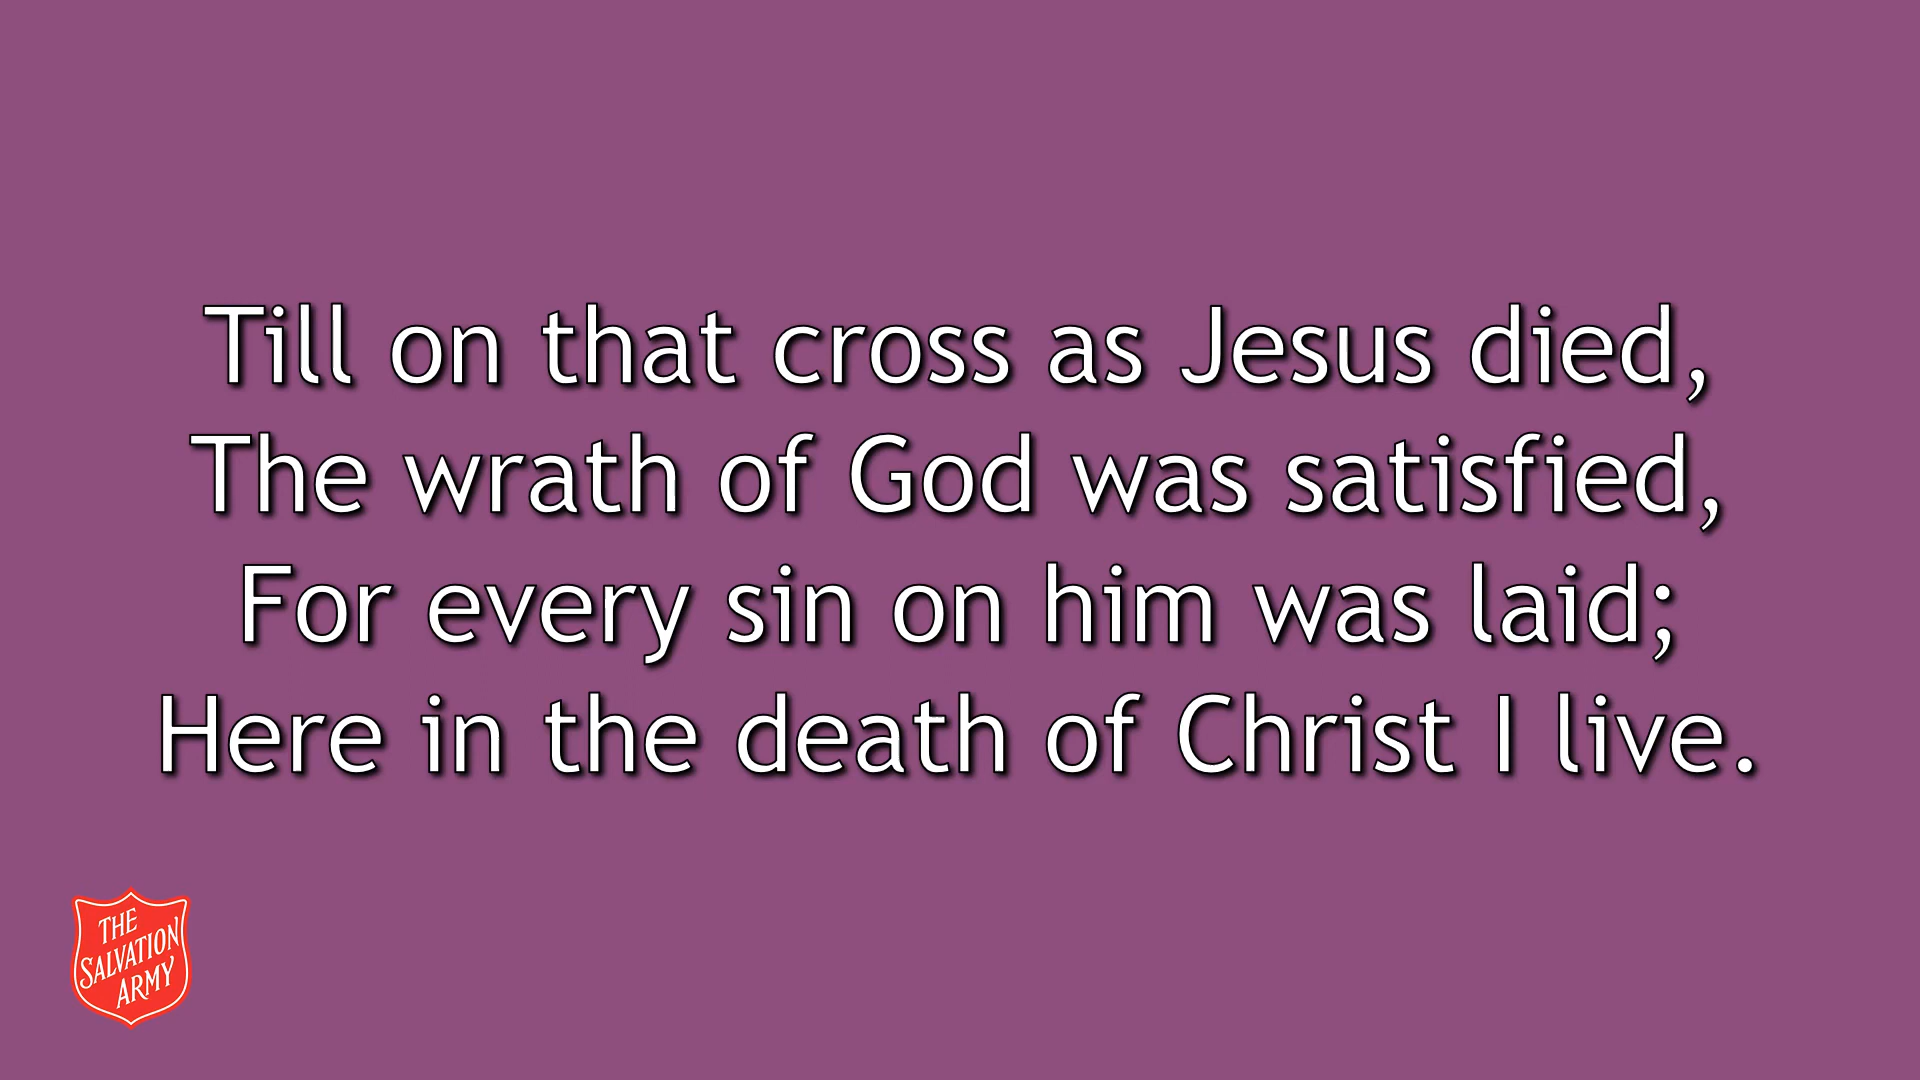 Till on that cross as Jesus died,
The wrath of God was satisfied,
For every sin on him was laid;
Here in the death of Christ I live.
THE
SALVATION
ARMY